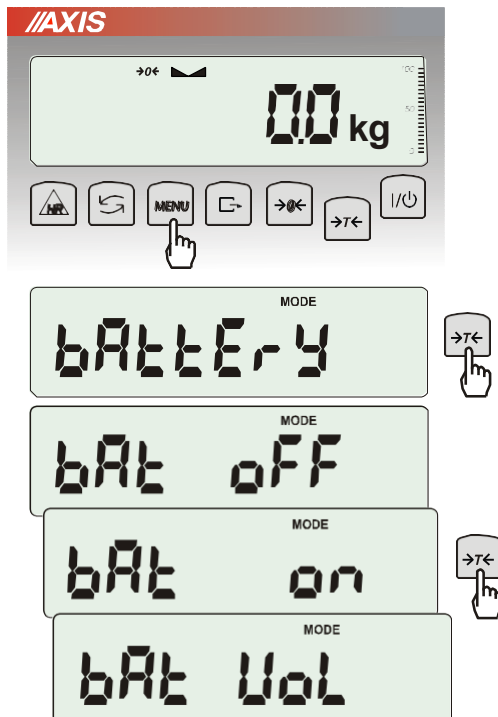 AXIS
→0←
100
50
0
0.0 kg
HR MENU →0← →T← I/
MODE
bAttErY
→T←
MODE
bAt oFF
MODE
bAt on
→T←
MODE
bAt UoL